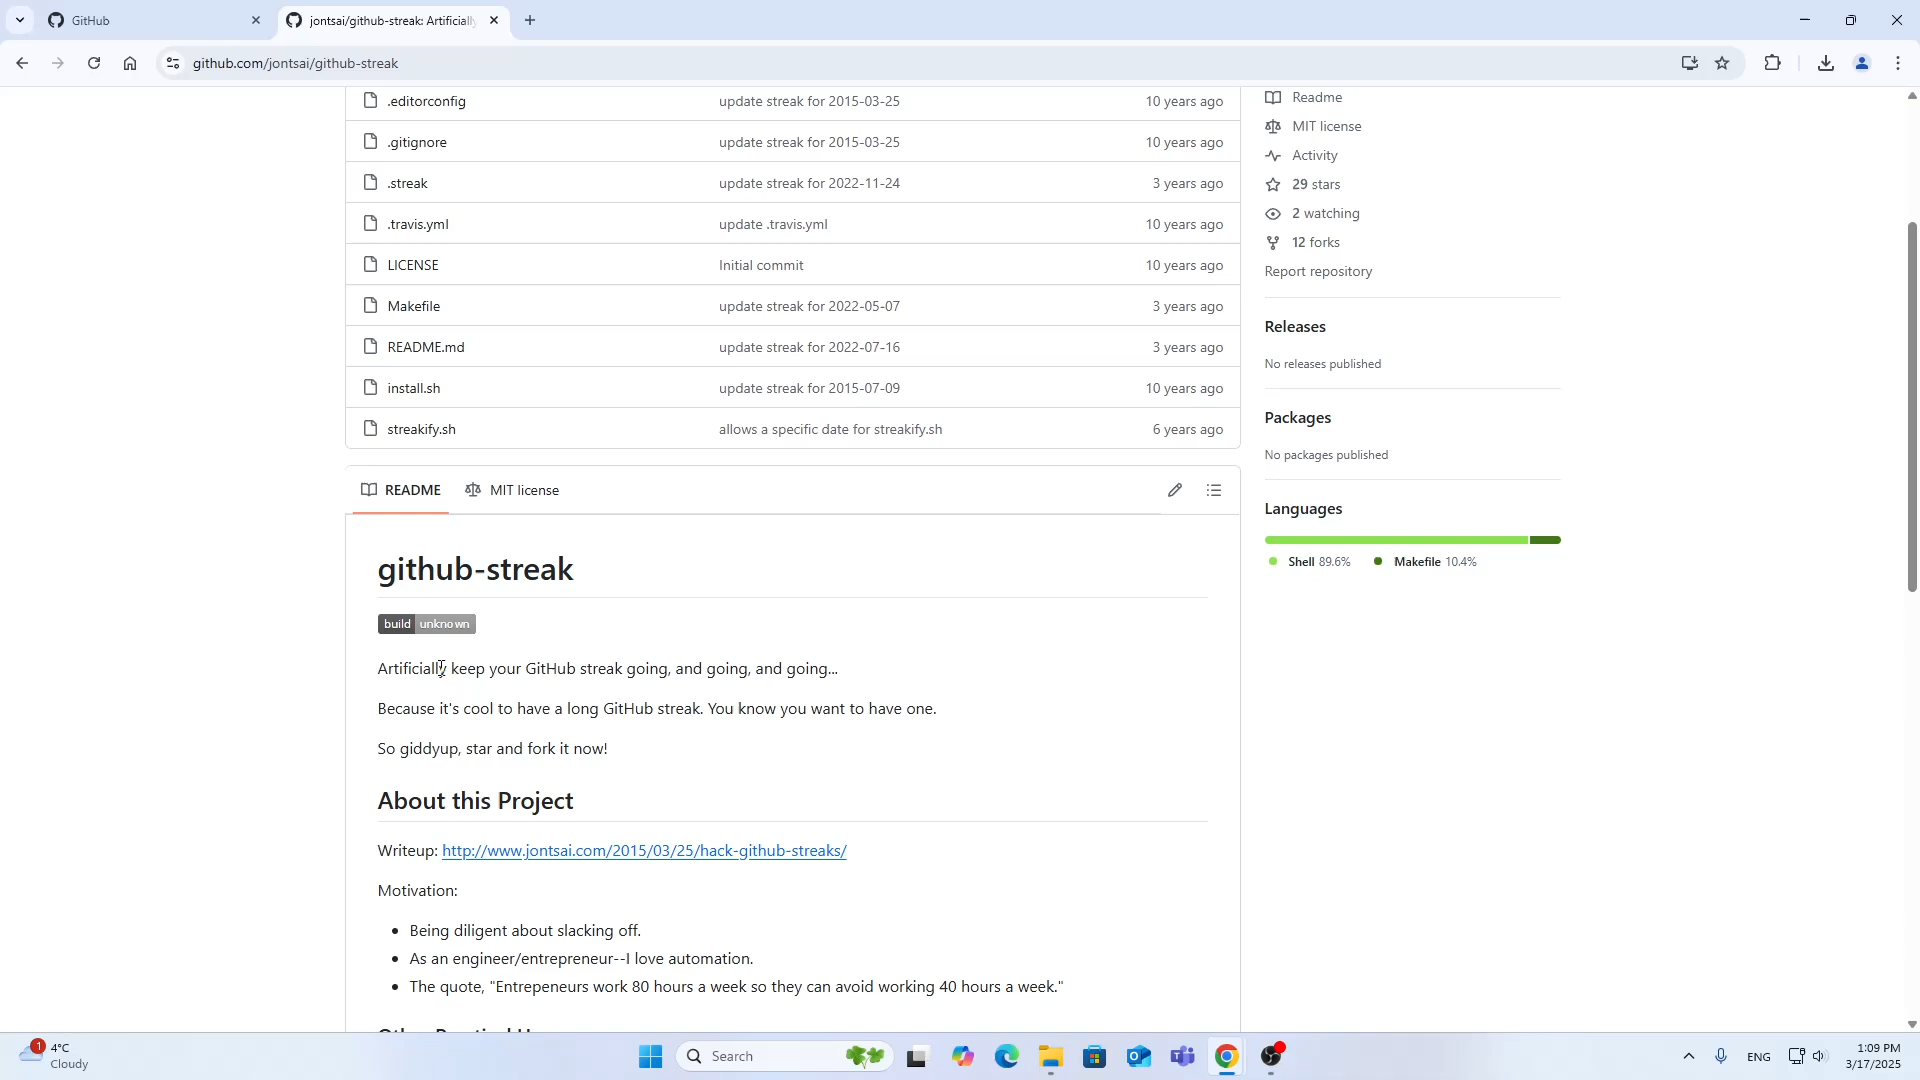 GitHub
jontsai/github-streak: Artificially
github.com/jontsai/github-streak
.editorconfig update streak for 2015-03-25 10 years ago
.gitignore update streak for 2015-03-25 10 years ago
.streak update streak for 2022-11-24 3 years ago
.travis.yml update .travis.yml 10 years ago
LICENSE Initial commit 10 years ago
Makefile update streak for 2022-05-07 3 years ago
README.md update streak for 2022-07-16 3 years ago
install.sh update streak for 2015-07-09 10 years ago
streakify.sh allows a specific date for streakify.sh 6 years ago
README MIT license
github-streak
build unknown
Artificially keep your GitHub streak going, and going, and going...
Because it's cool to have a long GitHub streak. You know you want to have one.
So giddyup, star and fork it now!
About this Project
Writeup: http://www.jontsai.com/2015/03/25/hack-github-streaks/
Motivation:
Being diligent about slacking off.
As an engineer/entrepreneur--I love automation.
The quote, "Entrepeneurs work 80 hours a week so they can avoid working 40 hours a week."
Readme
MIT license
Activity
29 stars
2 watching
12 forks
Report repository
Releases
No releases published
Packages
No packages published
Languages
Shell 89.6% Makefile 10.4%
1
4°C
Cloudy
Search
ENG
1:09 PM
3/17/2025